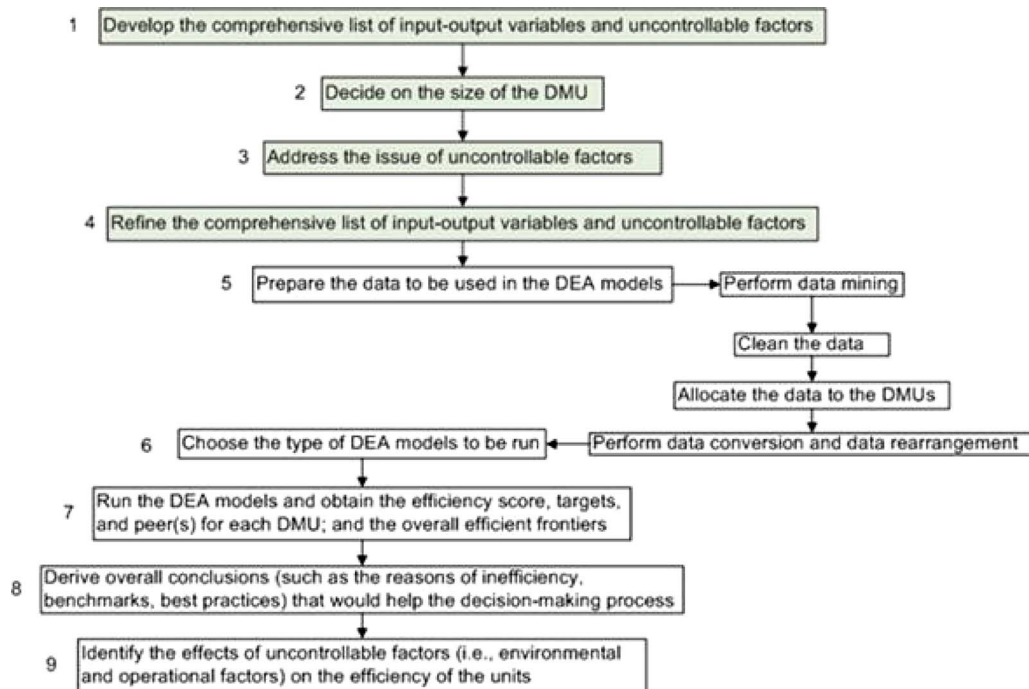 1 Develop the comprehensive list of input-output variables and uncontrollable factors
2 Decide on the size of the DMU
3 Address the issue of uncontrollable factors
4 Refine the comprehensive list of input-output variables and uncontrollable factors
5 Prepare the data to be used in the DEA models
Perform data mining
Clean the data
Allocate the data to the DMUs
Perform data conversion and data rearrangement
6 Choose the type of DEA models to be run
7 Run the DEA models and obtain the efficiency score, targets,
and peer(s) for each DMU; and the overall efficient frontiers
8 Derive overall conclusions (such as the reasons of inefficiency,
benchmarks, best practices) that would help the decision-making process
9 Identify the effects of uncontrollable factors (i.e., environmental
and operational factors) on the efficiency of the units